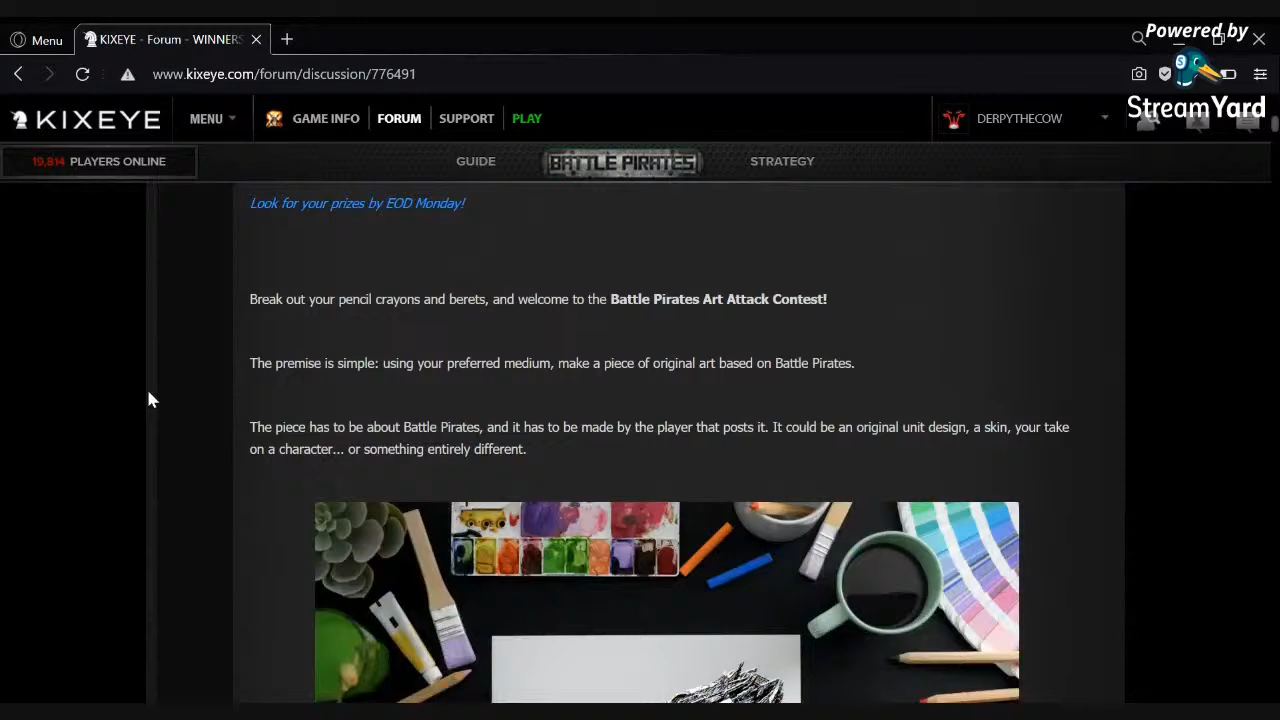 Powered by
StreamYard
Menu
KIXEYE - Forum - WINNERS
www.kixeye.com/forum/discussion/776491
KIXEYE
MENU
GAME INFO
FORUM
SUPPORT
PLAY
DERPYTHECOW
19,814 PLAYERS ONLINE
GUIDE
BATTLE PIRATES
STRATEGY
Look for your prizes by EOD Monday!
Break out your pencil crayons and berets, and welcome to the Battle Pirates Art Attack Contest!
The premise is simple: using your preferred medium, make a piece of original art based on Battle Pirates.
The piece has to be about Battle Pirates, and it has to be made by the player that posts it. It could be an original unit design, a skin, your take
on a character... or something entirely different.